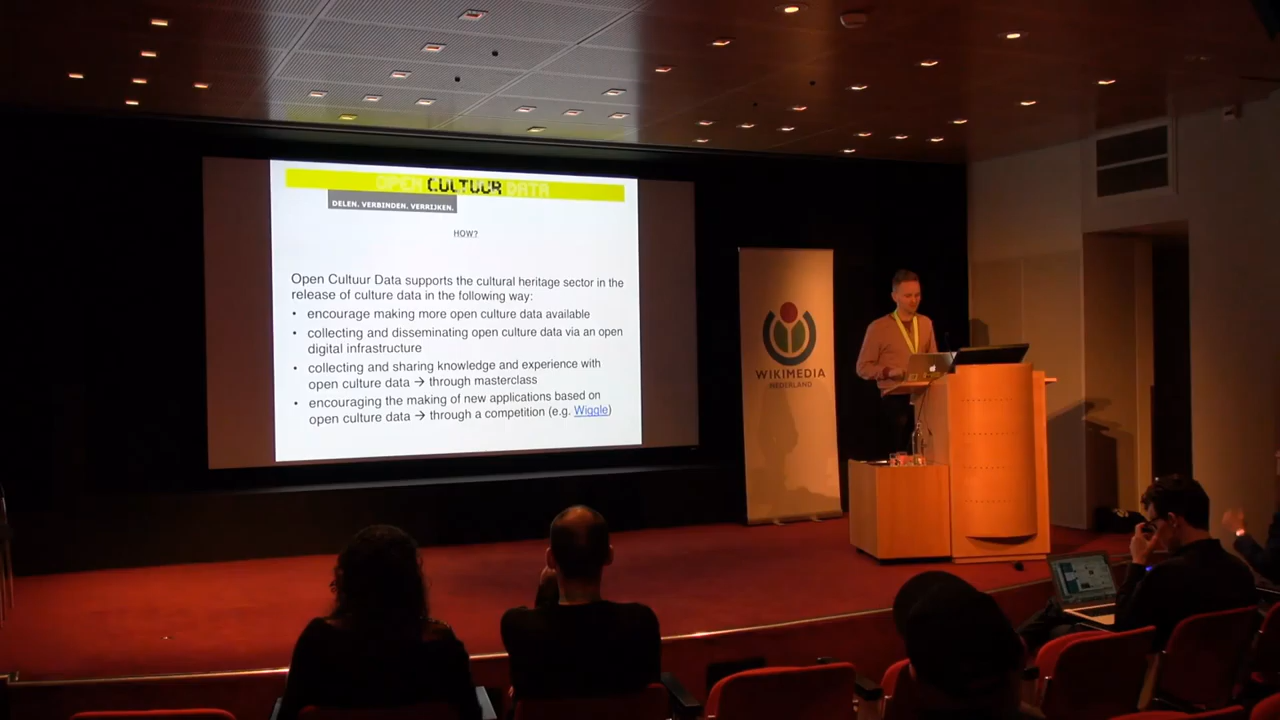 OPEN CULTUUR DATA
DELEN. VERBINDEN. VERRIJKEN.
HOW?
Open Cultuur Data supports the cultural heritage sector in the
release of culture data in the following way:
• encourage making more open culture data available
• collecting and disseminating open culture data via an open
digital infrastructure
• collecting and sharing knowledge and experience with
open culture data → through masterclass
• encouraging the making of new applications based on
open culture data → through a competition (e.g. Wiggle)
WIKIMEDIA
NEDERLAND